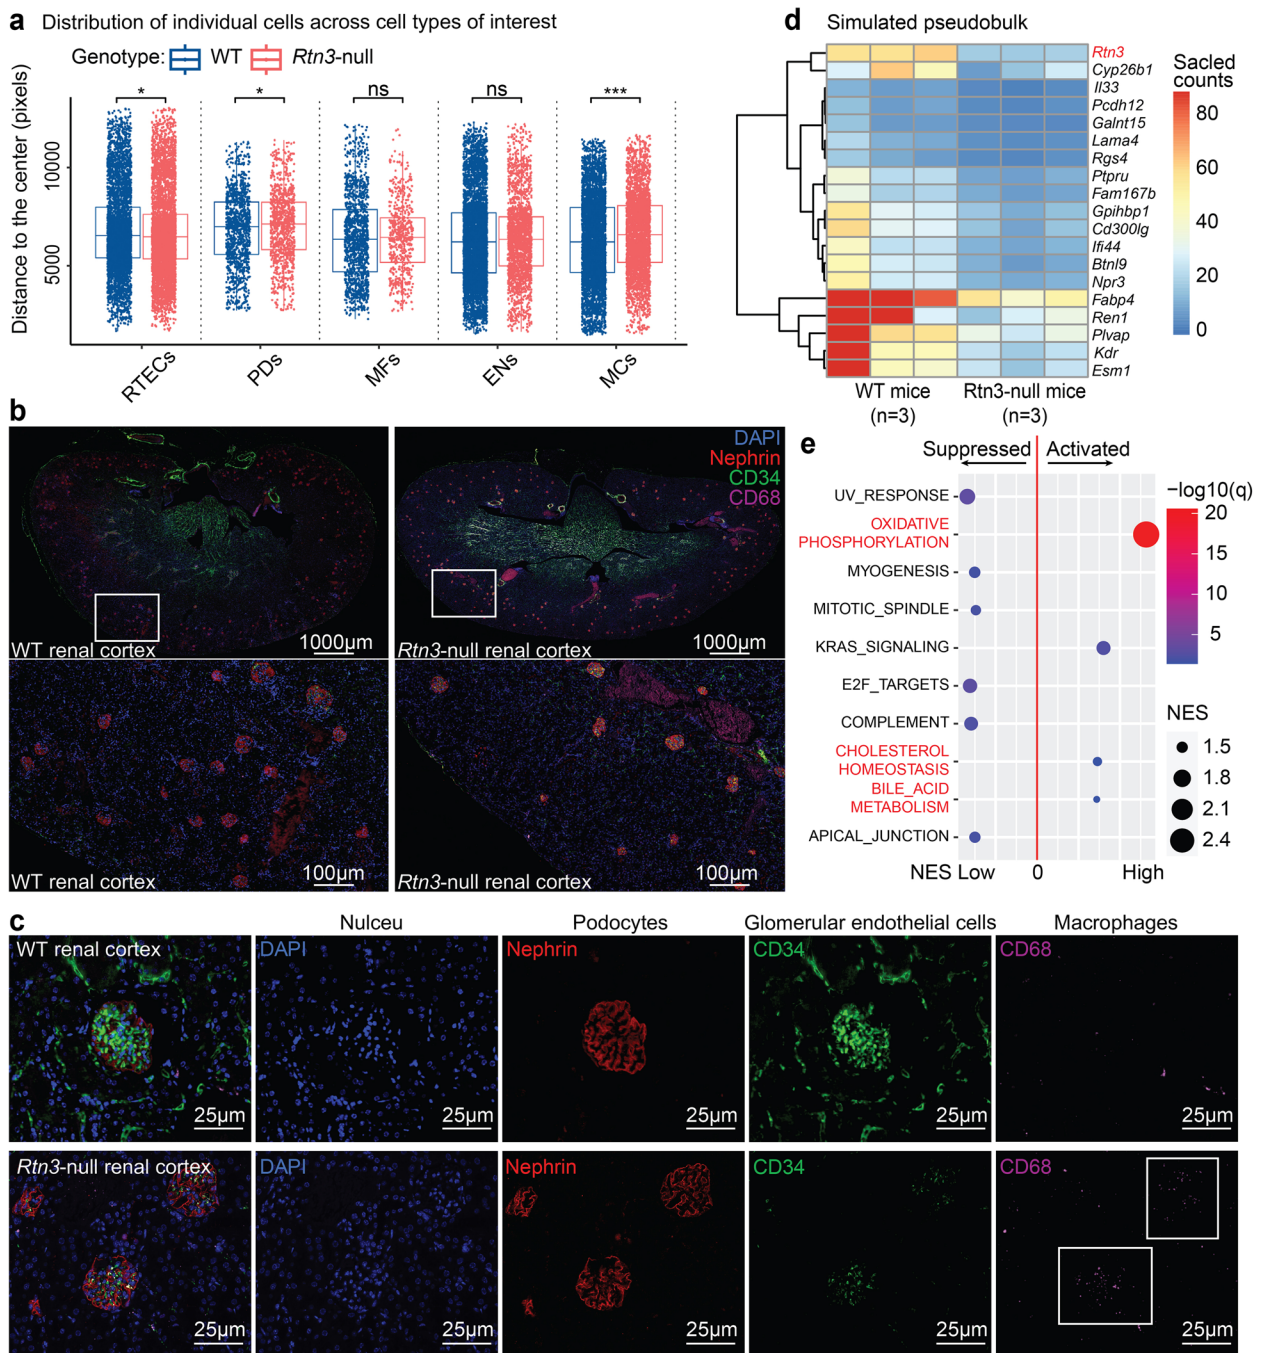 a Distribution of individual cells across cell types of interest
Genotype: WT Rtn3-null
Distance to the center (pixels)
10000
5000
* * ns ns ***
RTECs PDs MFs ENs MCs
b
DAPI
Nephrin
CD34
CD68
WT renal cortex 1000µm
Rtn3-null renal cortex 1000µm
WT renal cortex 100µm
Rtn3-null renal cortex 100µm
c
Nulceu Podocytes Glomerular endothelial cells Macrophages
WT renal cortex DAPI Nephrin CD34 CD68
25µm 25µm 25µm 25µm 25µm
Rtn3-null renal cortex DAPI Nephrin CD34 CD68
25µm 25µm 25µm 25µm 25µm
d Simulated pseudobulk
Rtn3
Cyp26b1
Il33
Pcdh12
Galnt15
Lama4
Rgs4
Ptpru
Fam167b
Gpihbp1
Cd300lg
Ifi44
Btnl9
Npr3
Fabp4
Ren1
Plvap
Kdr
Esm1
Sacled
counts
80
60
40
20
0
WT mice Rtn3-null mice
(n=3) (n=3)
e
Suppressed Activated
UV_RESPONSE
OXIDATIVE
PHOSPHORYLATION
MYOGENESIS
MITOTIC_SPINDLE
KRAS_SIGNALING
E2F_TARGETS
COMPLEMENT
CHOLESTEROL
HOMEOSTASIS
BILE_ACID
METABOLISM
APICAL_JUNCTION
NES Low 0 High
−log10(q)
20
15
10
5
NES
1.5
1.8
2.1
2.4